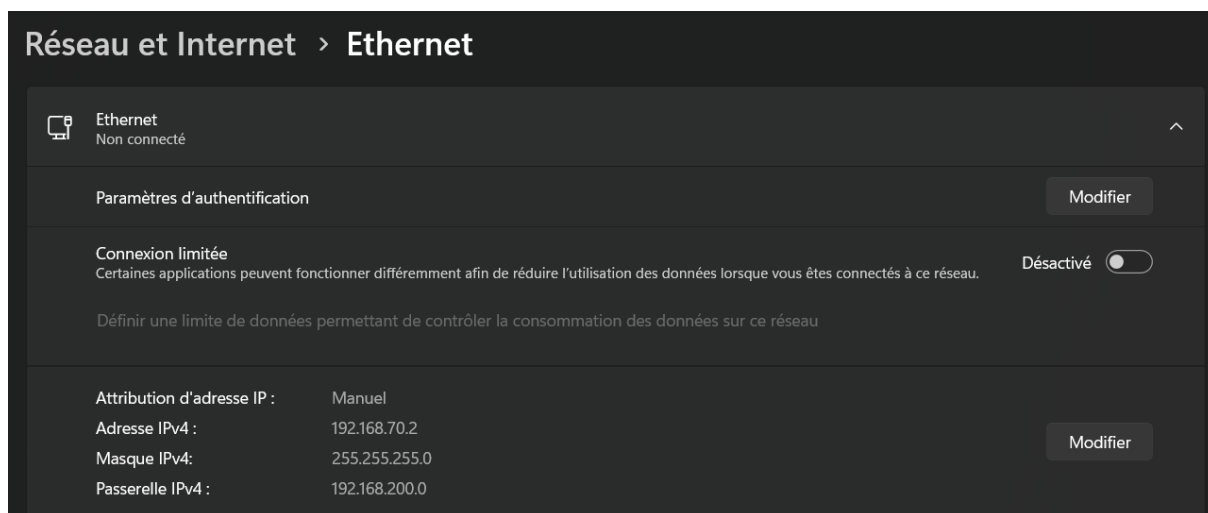 Réseau et Internet > Ethernet
Ethernet
Non connecté
Paramètres d'authentification
Modifier
Connexion limitée
Certaines applications peuvent fonctionner différemment afin de réduire l'utilisation des données lorsque vous êtes connectés à ce réseau.
Désactivé
Définir une limite de données permettant de contrôler la consommation des données sur ce réseau
Attribution d'adresse IP : Manuel
Adresse IPv4 : 192.168.70.2
Masque IPv4: 255.255.255.0
Passerelle IPv4 : 192.168.200.0
Modifier